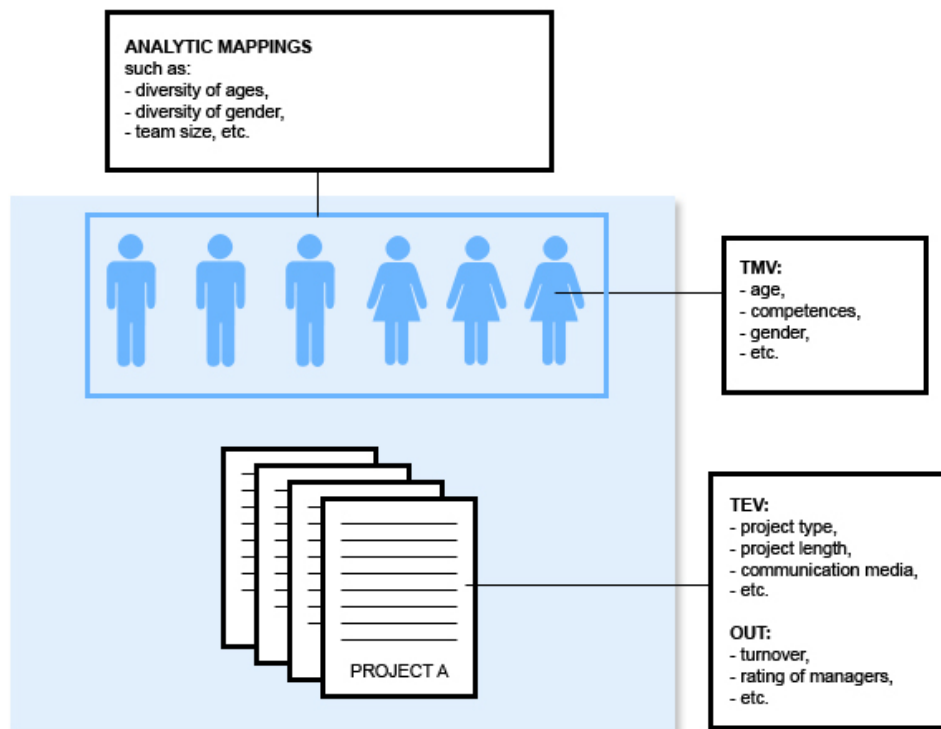 ANALYTIC MAPPINGS
such as:
- diversity of ages,
- diversity of gender,
- team size, etc.
TMV:
- age,
- competences,
- gender,
- etc.
TEV:
- project type,
- project length,
- communication media,
- etc.
OUT:
- turnover,
- rating of managers,
- etc.
PROJECT A